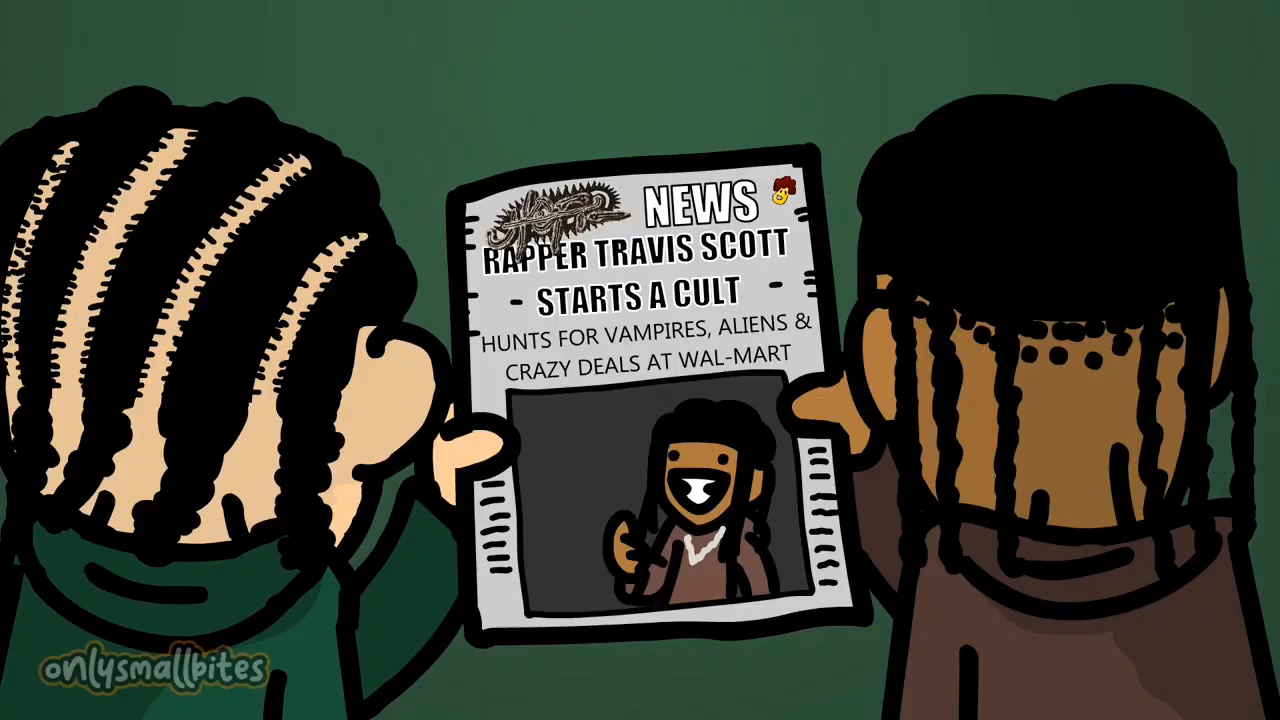 NEWS
RAPPER TRAVIS SCOTT
- STARTS A CULT -
HUNTS FOR VAMPIRES, ALIENS &
CRAZY DEALS AT WAL-MART
onlysmallbites